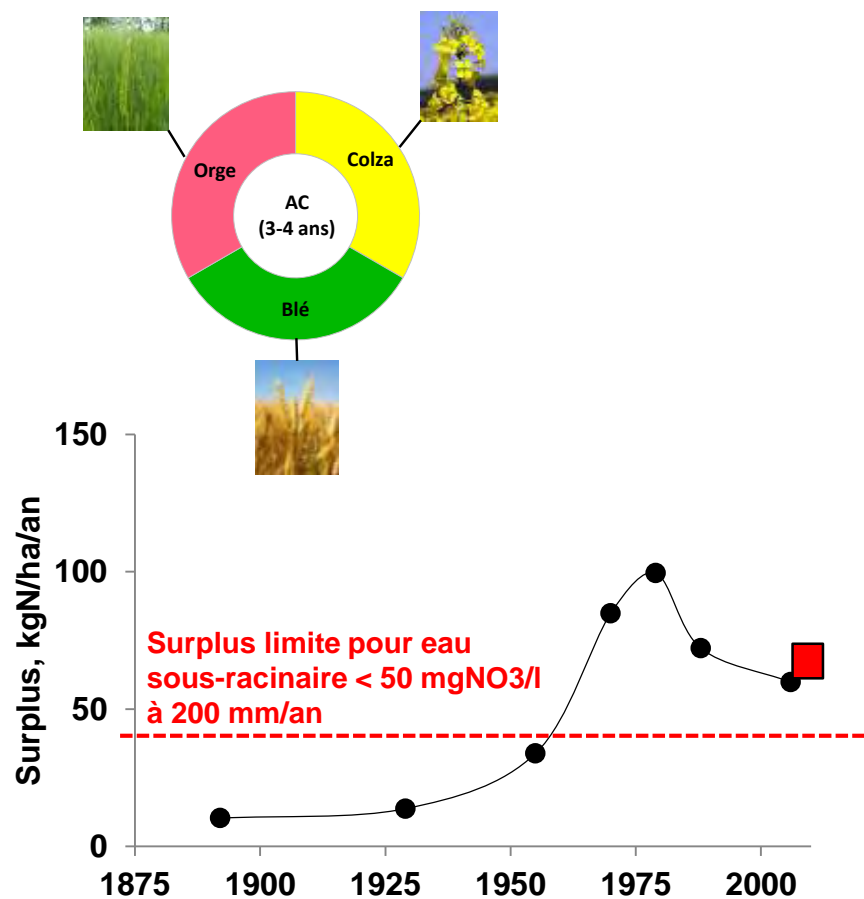 Orge
Colza
AC
(3-4 ans)
Blé
Surplus, kgN/ha/an
150
100
50
0
Surplus limite pour eau
sous-racinaire < 50 mgNO3/l
à 200 mm/an
1875 1900 1925 1950 1975 2000